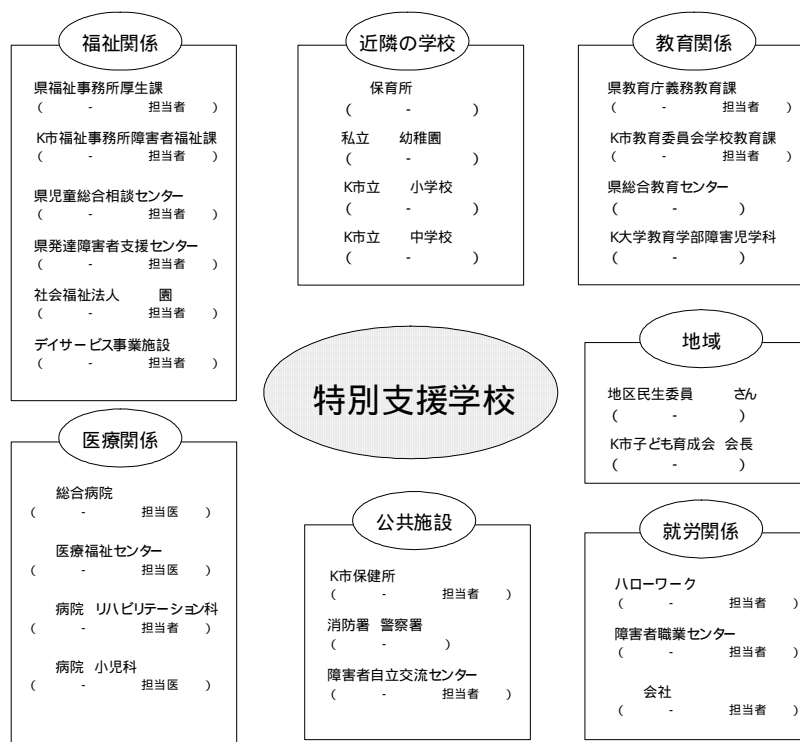 福祉関係
県福祉事務所厚生課
( - 担当者 )
K市福祉事務所障害者福祉課
( - 担当者 )
県児童総合相談センター
( - 担当者 )
県発達障害者支援センター
( - 担当者 )
社会福祉法人 園
( - 担当者 )
デイサービス事業施設
( - 担当者 )
近隣の学校
保育所
( - )
私立 幼稚園
( - )
K市立 小学校
( - )
K市立 中学校
( - )
教育関係
県教育庁義務教育課
( - 担当者 )
K市教育委員会学校教育課
( - 担当者 )
県総合教育センター
( - )
K大学教育学部障害児学科
( - )
特別支援学校
地域
地区民生委員 さん
( - )
K市子ども育成会 会長
( - )
医療関係
総合病院
( - 担当医 )
医療福祉センター
( - 担当医 )
病院 リハビリテーション科
( - 担当者 )
病院 小児科
( - 担当医 )
公共施設
K市保健所
( - 担当者 )
消防署 警察署
( - )
障害者自立交流センター
( - 担当者 )
就労関係
ハローワーク
( - 担当者 )
障害者職業センター
( - 担当者 )
会社
( - 担当者 )